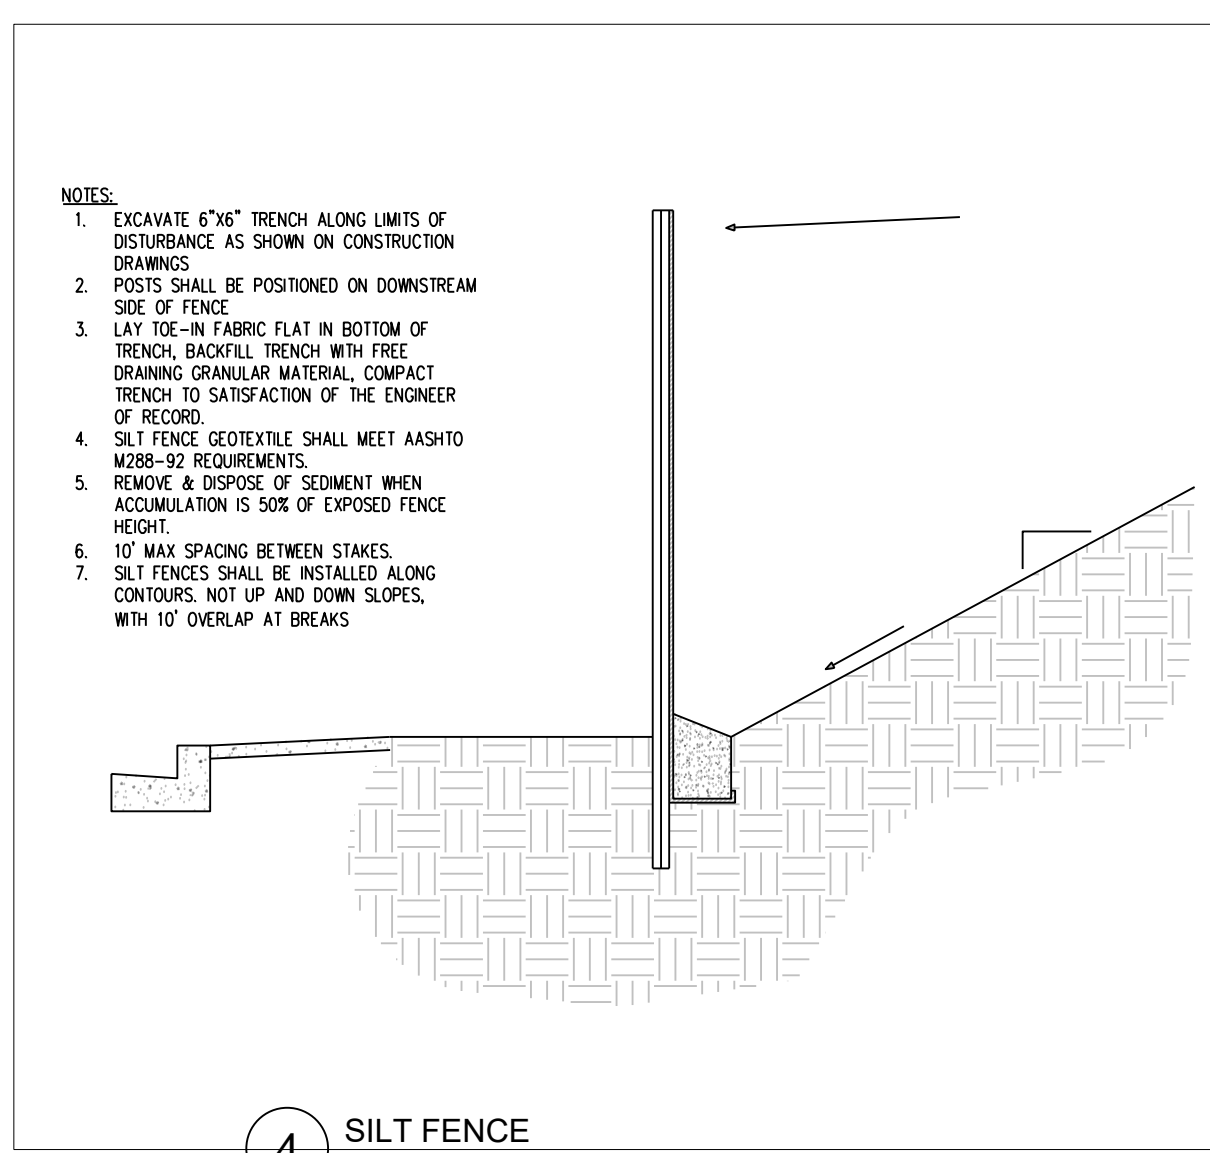 NOTES:
1. EXCAVATE 6"X6" TRENCH ALONG LIMITS OF
DISTURBANCE AS SHOWN ON CONSTRUCTION
DRAWINGS
2. POSTS SHALL BE POSITIONED ON DOWNSTREAM
SIDE OF FENCE
3. LAY TOE-IN FABRIC FLAT IN BOTTOM OF
TRENCH, BACKFILL TRENCH WITH FREE
DRAINING GRANULAR MATERIAL, COMPACT
TRENCH TO SATISFACTION OF THE ENGINEER
OF RECORD.
4. SILT FENCE GEOTEXTILE SHALL MEET AASHTO
M288-92 REQUIREMENTS.
5. REMOVE & DISPOSE OF SEDIMENT WHEN
ACCUMULATION IS 50% OF EXPOSED FENCE
HEIGHT.
6. 10' MAX SPACING BETWEEN STAKES.
7. SILT FENCES SHALL BE INSTALLED ALONG
CONTOURS. NOT UP AND DOWN SLOPES,
WITH 10' OVERLAP AT BREAKS
4 SILT FENCE